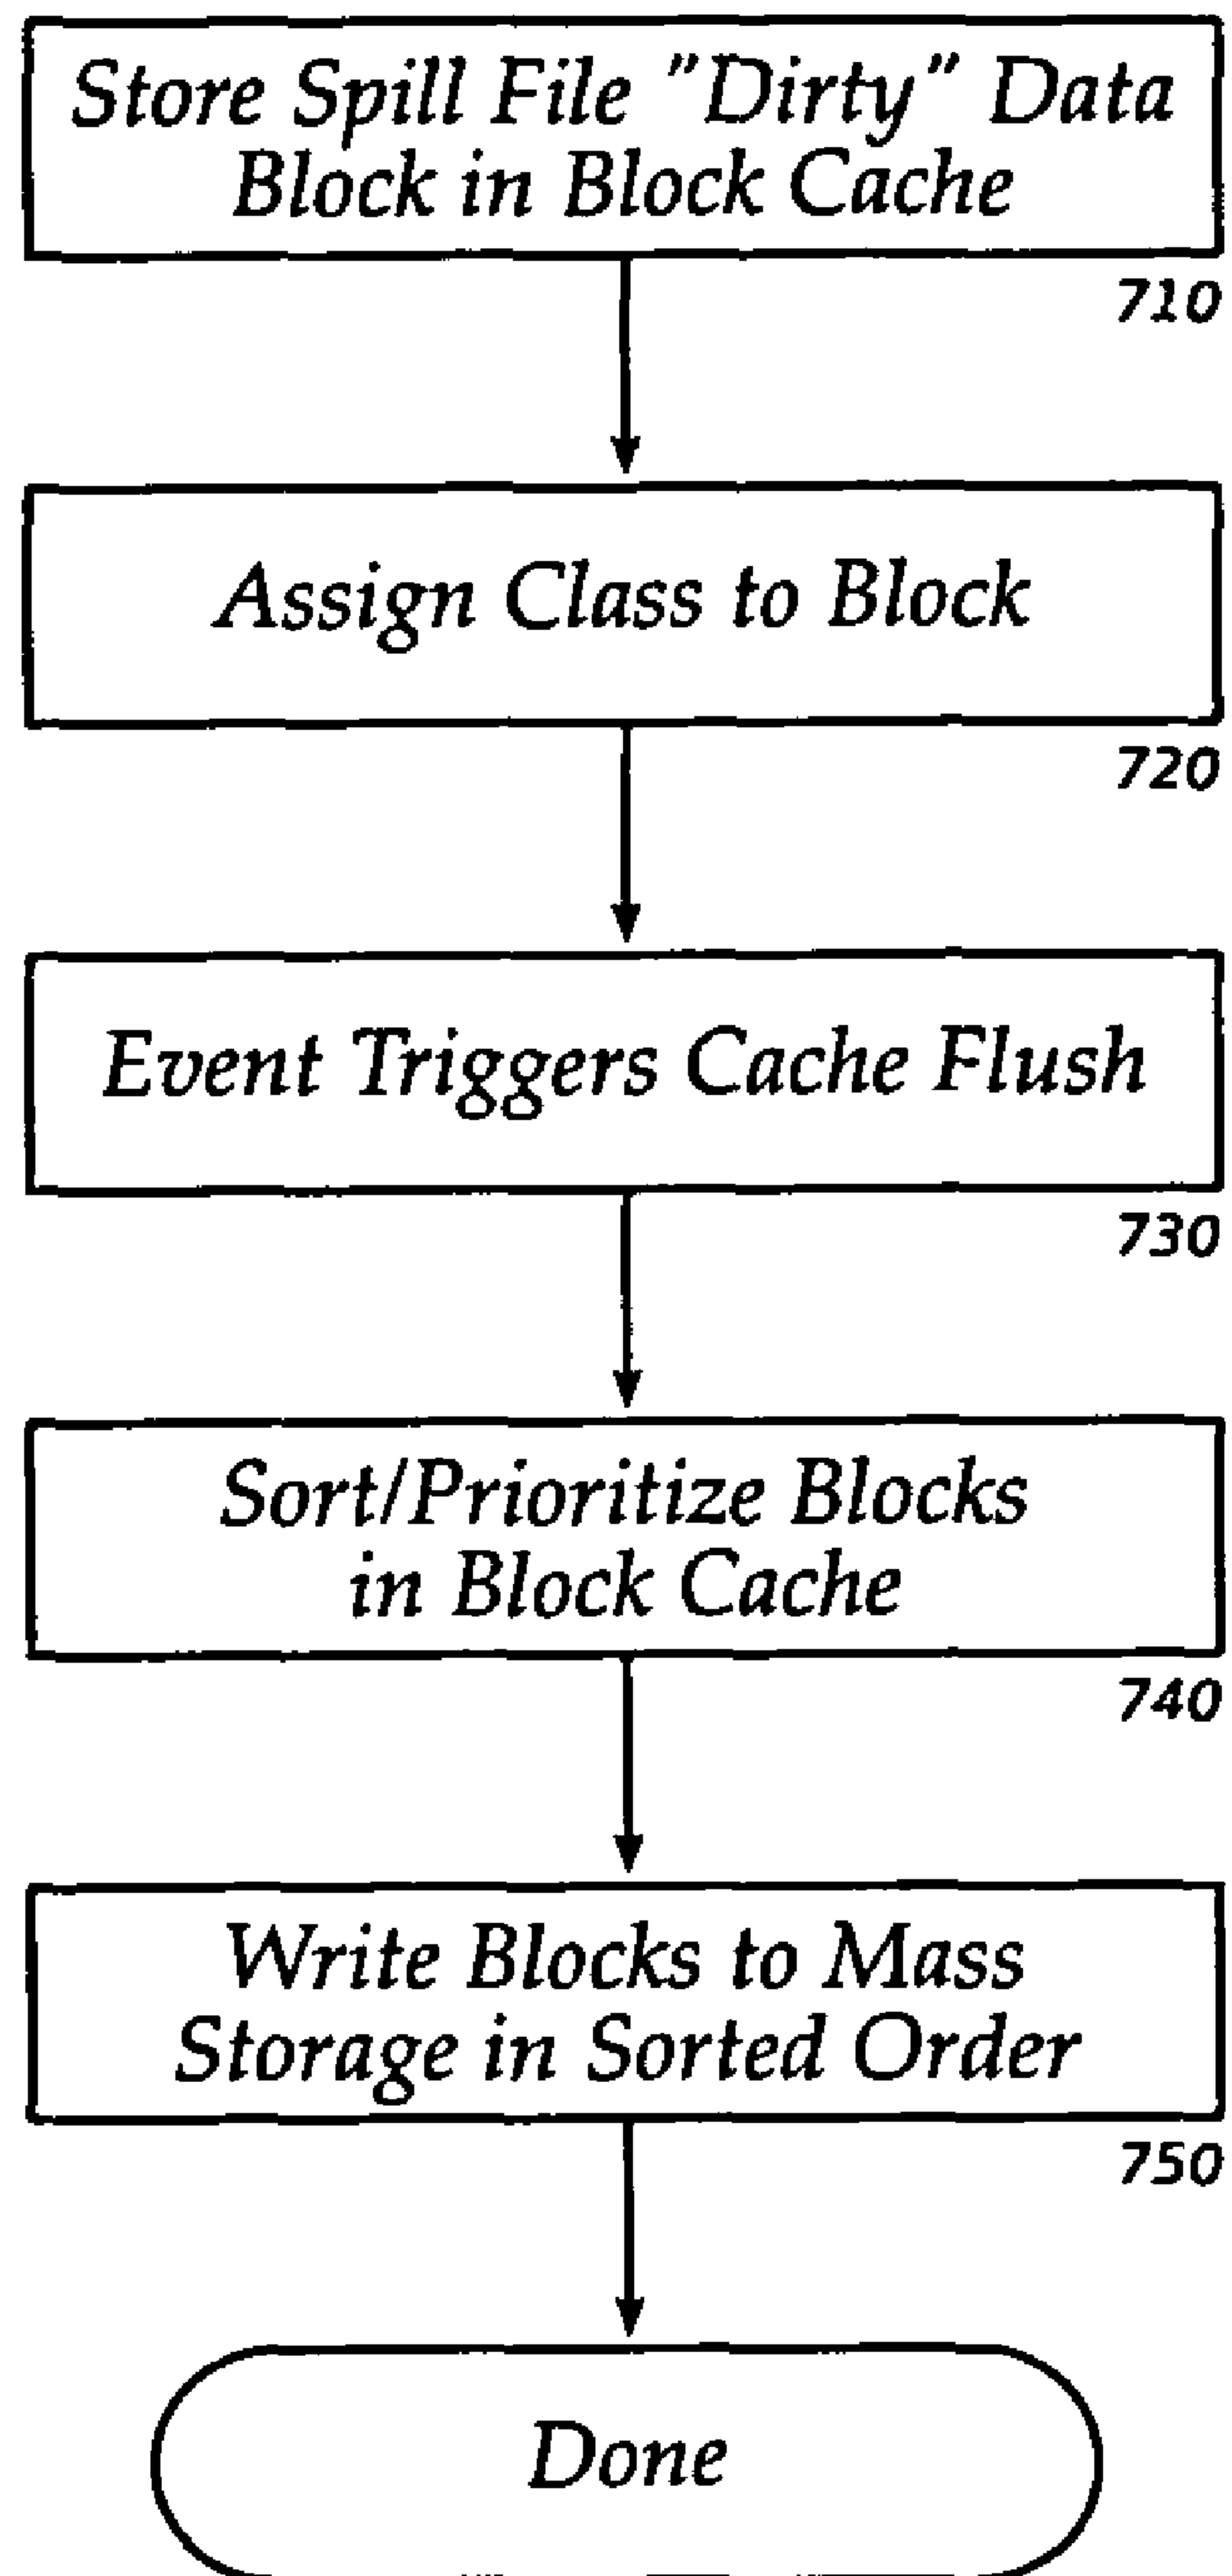 Store Spill File "Dirty" Data
Block in Block Cache
710
Assign Class to Block
720
Event Triggers Cache Flush
730
Sort/Prioritize Blocks
in Block Cache
740
Write Blocks to Mass
Storage in Sorted Order
750
Done